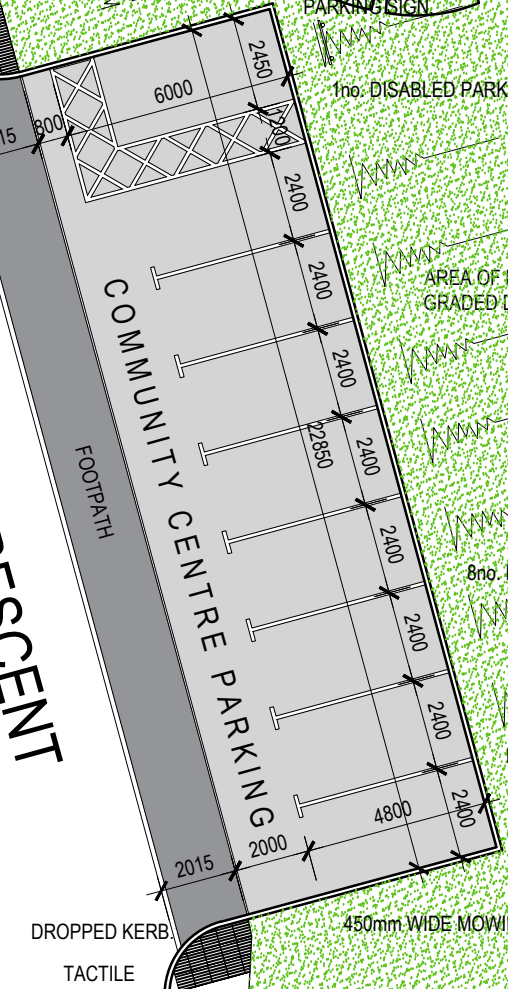 PARKING SIGN
1no. DISABLED PARK
2450
6000
800
15
1200
2400
2400
AREA OF
GRADED D
2400
COMMUNITY CENTRE PARKING
22850
2400
FOOTPATH
2400
8no.
2400
RESCENT
2400
2400
4800
2000
2015
DROPPED KERB.
450mm WIDE MOWI
TACTILE